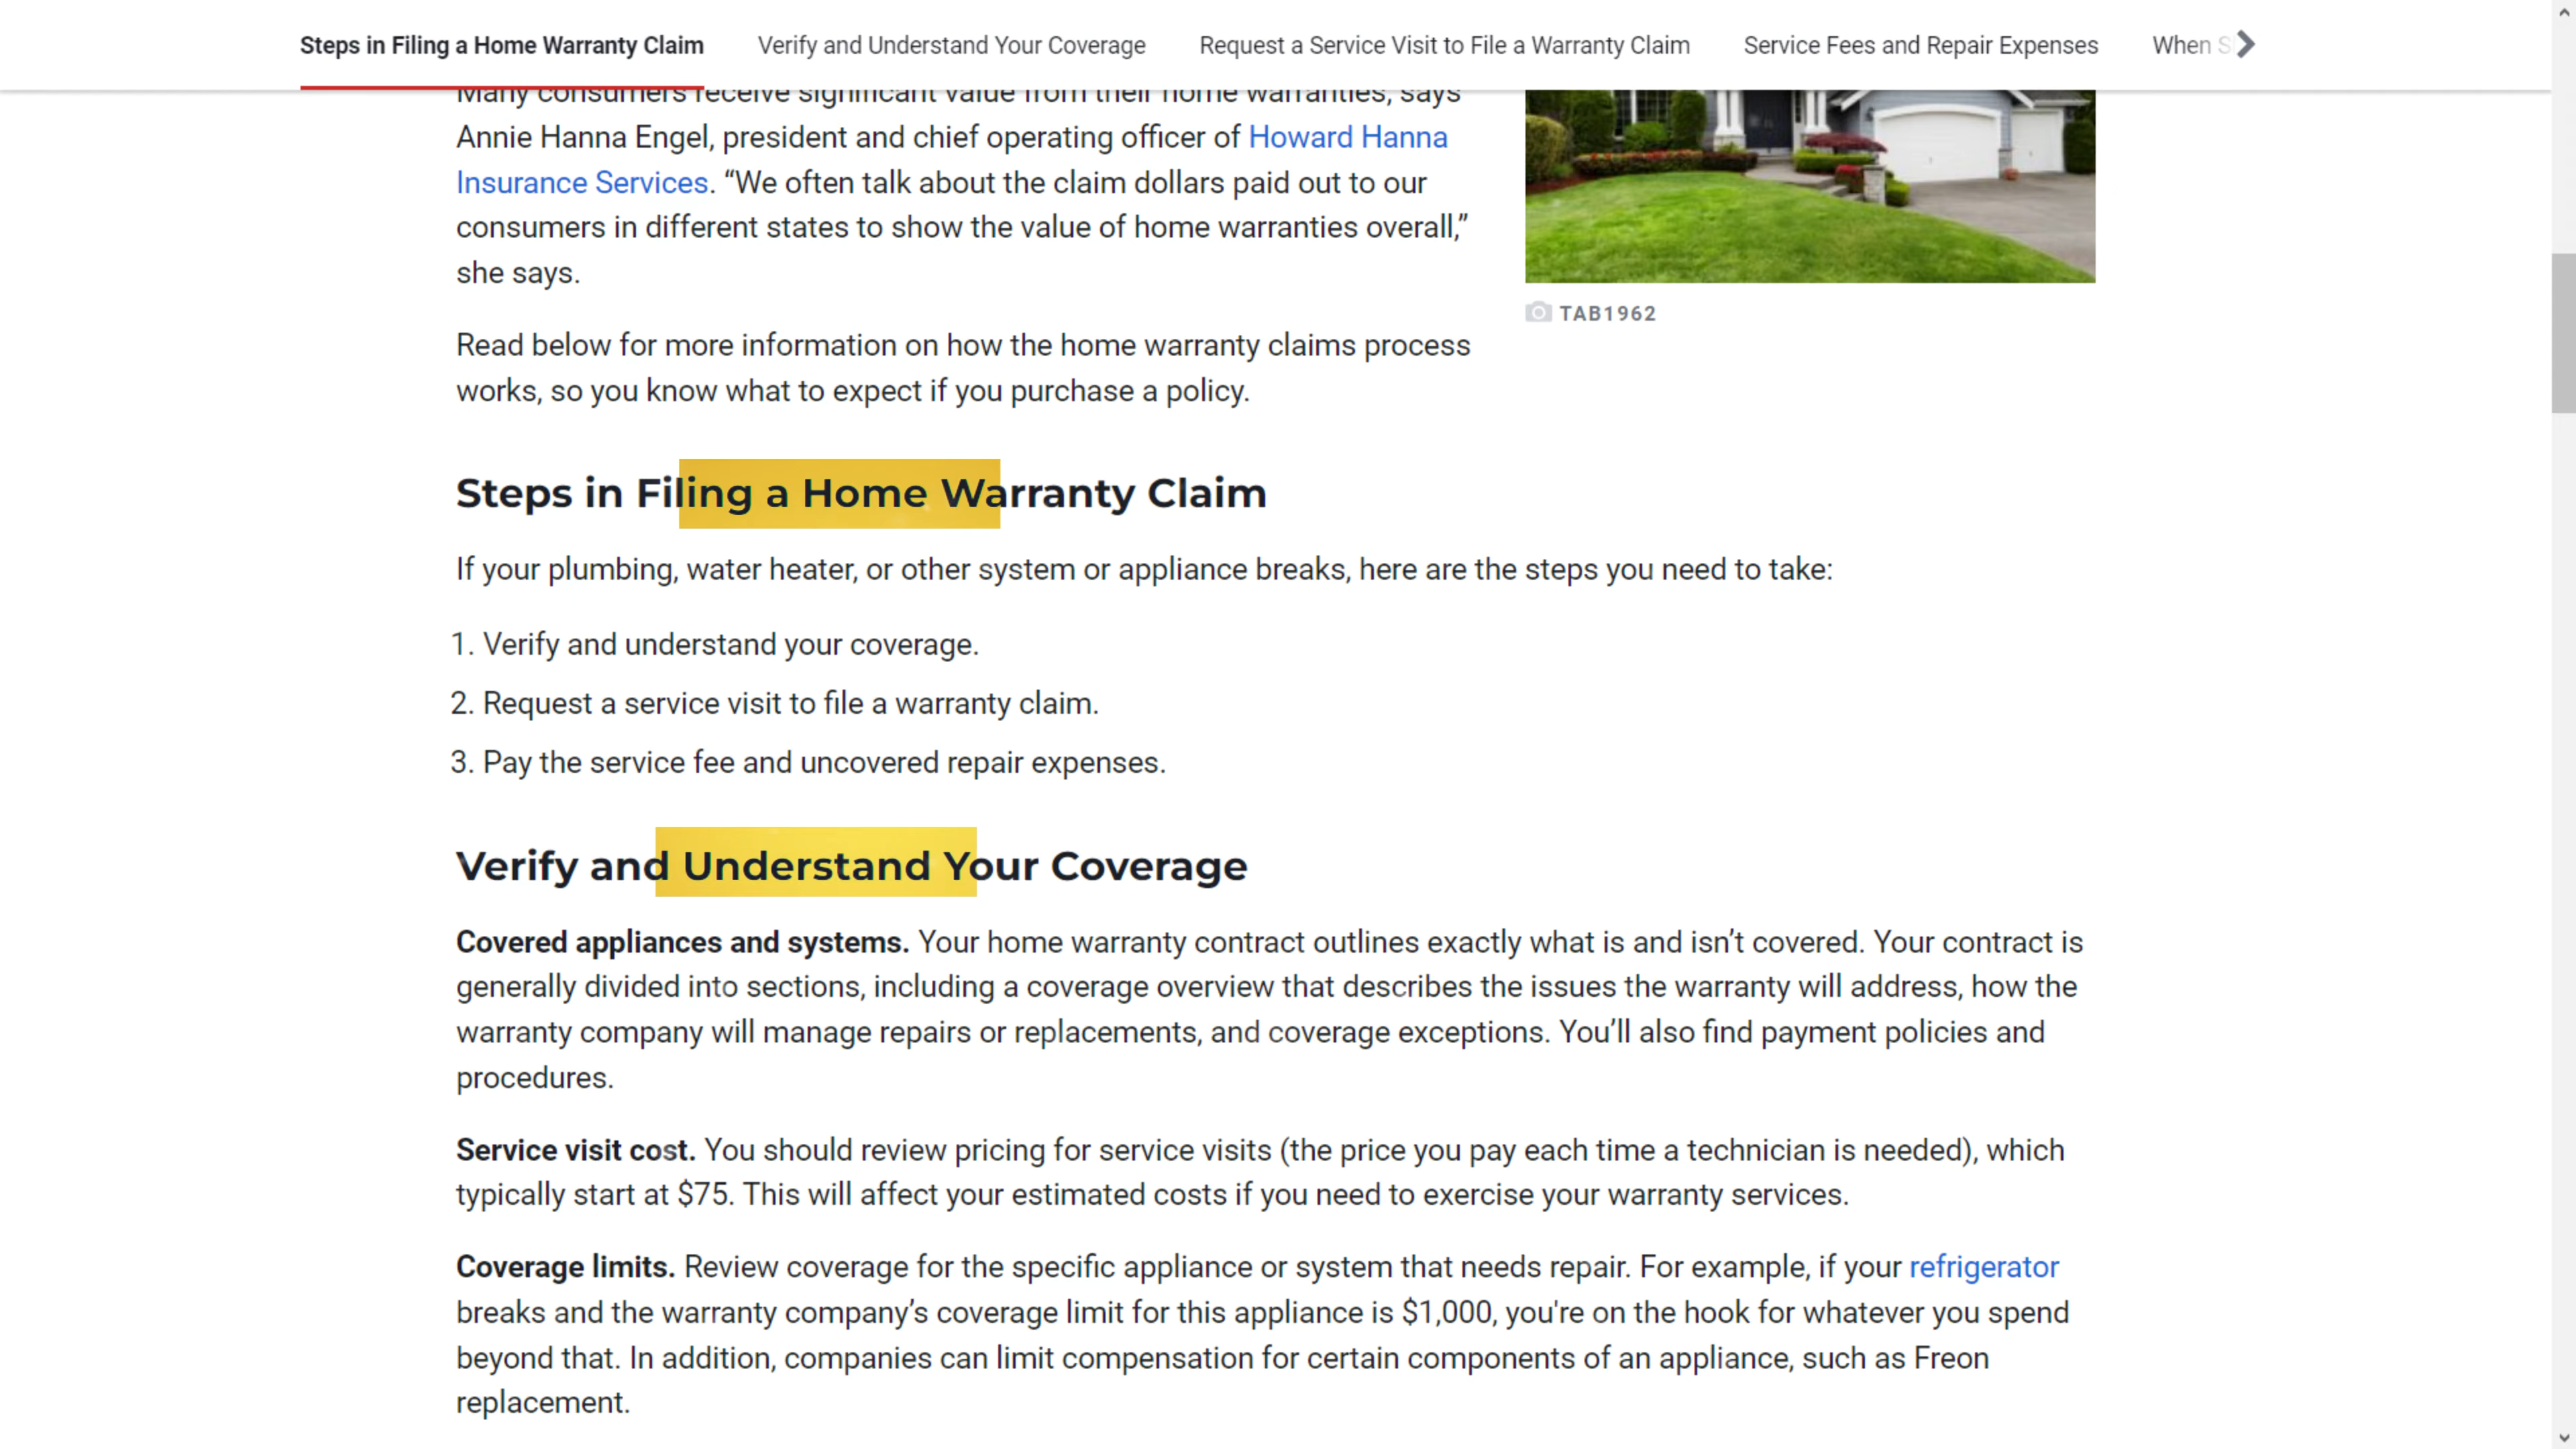 Steps in Filing a Home Warranty Claim Verify and Understand Your Coverage Request a Service Visit to File a Warranty Claim Service Fees and Repair Expenses When
Many consumers receive significant value from their home warranties, says
Annie Hanna Engel, president and chief operating officer of Howard Hanna
Insurance Services. “We often talk about the claim dollars paid out to our
consumers in different states to show the value of home warranties overall,”
she says.
TAB1962
Read below for more information on how the home warranty claims process
works, so you know what to expect if you purchase a policy.
Steps in Filing a Home Warranty Claim
If your plumbing, water heater, or other system or appliance breaks, here are the steps you need to take:
1. Verify and understand your coverage.
2. Request a service visit to file a warranty claim.
3. Pay the service fee and uncovered repair expenses.
Verify and Understand Your Coverage
Covered appliances and systems. Your home warranty contract outlines exactly what is and isn’t covered. Your contract is
generally divided into sections, including a coverage overview that describes the issues the warranty will address, how the
warranty company will manage repairs or replacements, and coverage exceptions. You’ll also find payment policies and
procedures.
Service visit cost. You should review pricing for service visits (the price you pay each time a technician is needed), which
typically start at $75. This will affect your estimated costs if you need to exercise your warranty services.
Coverage limits. Review coverage for the specific appliance or system that needs repair. For example, if your refrigerator
breaks and the warranty company’s coverage limit for this appliance is $1,000, you're on the hook for whatever you spend
beyond that. In addition, companies can limit compensation for certain components of an appliance, such as Freon
replacement.